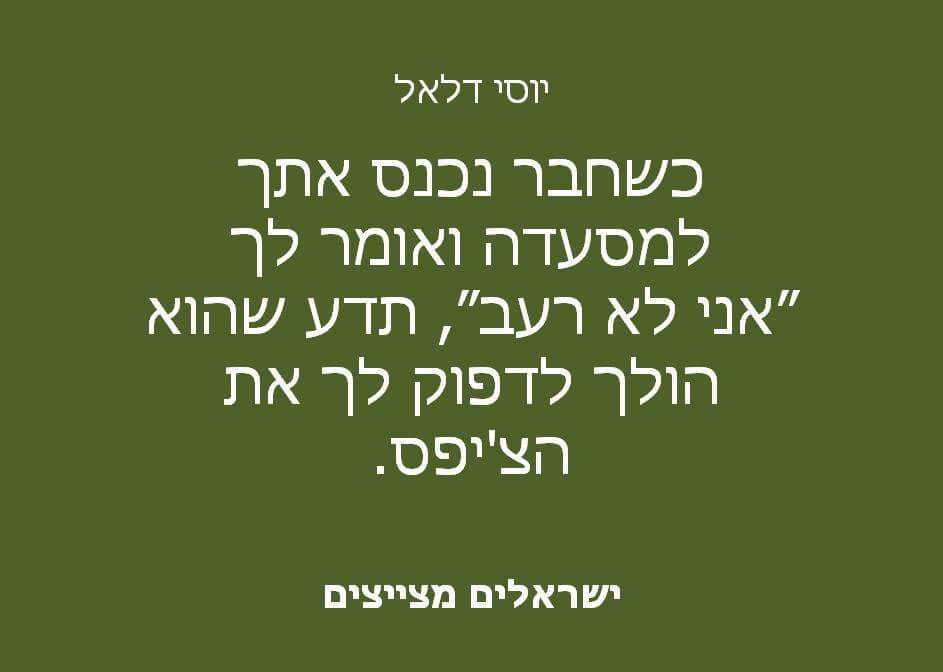 יוסי דלאל
כשחבר נכנס אתך
למסעדה ואומר לך
"אני לא רעב", תדע שהוא
הולך לדפוק לך את
הצ'יפס.
ישראלים מצייצים